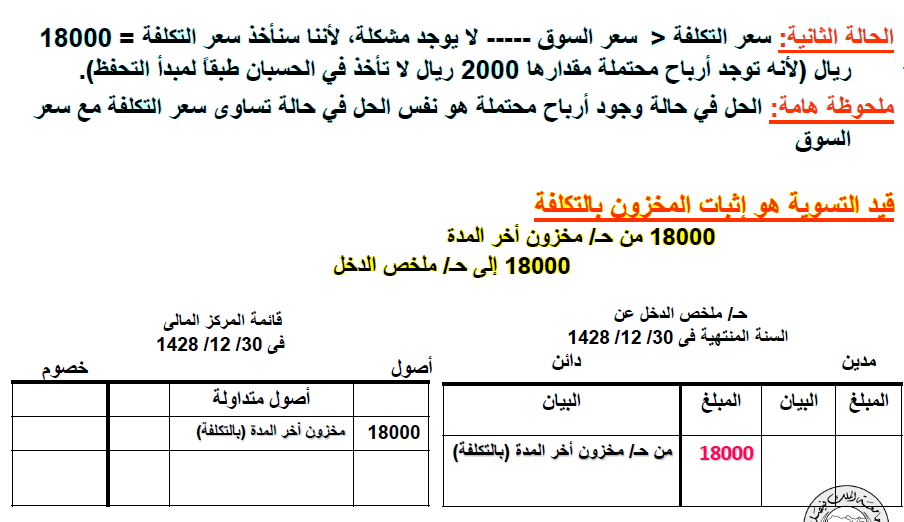 الحالة الثانية: سعر التكلفة < سعر السوق ----- لا يوجد مشكلة، لأننا سنأخذ سعر التكلفة = 18000
ريال (لأنه توجد أرباح محتملة مقدارها 2000 ريال لا تأخذ في الحسبان طبقاً لمبدأ التحفظ).
ملحوظة هامة: الحل في حالة وجود أرباح محتملة هو نفس الحل في حالة تساوى سعر التكلفة مع سعر
السوق
قيد التسوية هو إثبات المخزون بالتكلفة
18000 من حـ/ مخزون أخر المدة
18000 إلى حـ/ ملخص الدخل
حـ/ ملخص الدخل عن
السنة المنتهية فى 30/ 12/ 1428
مدين دائن
المبلغ البيان المبلغ البيان
18000 من حـ/ مخزون أخر المدة (بالتكلفة)
قائمة المركز المالى
فى 30/ 12/ 1428
أصول خصوم
أصول متداولة
18000 مخزون أخر المدة (بالتكلفة)